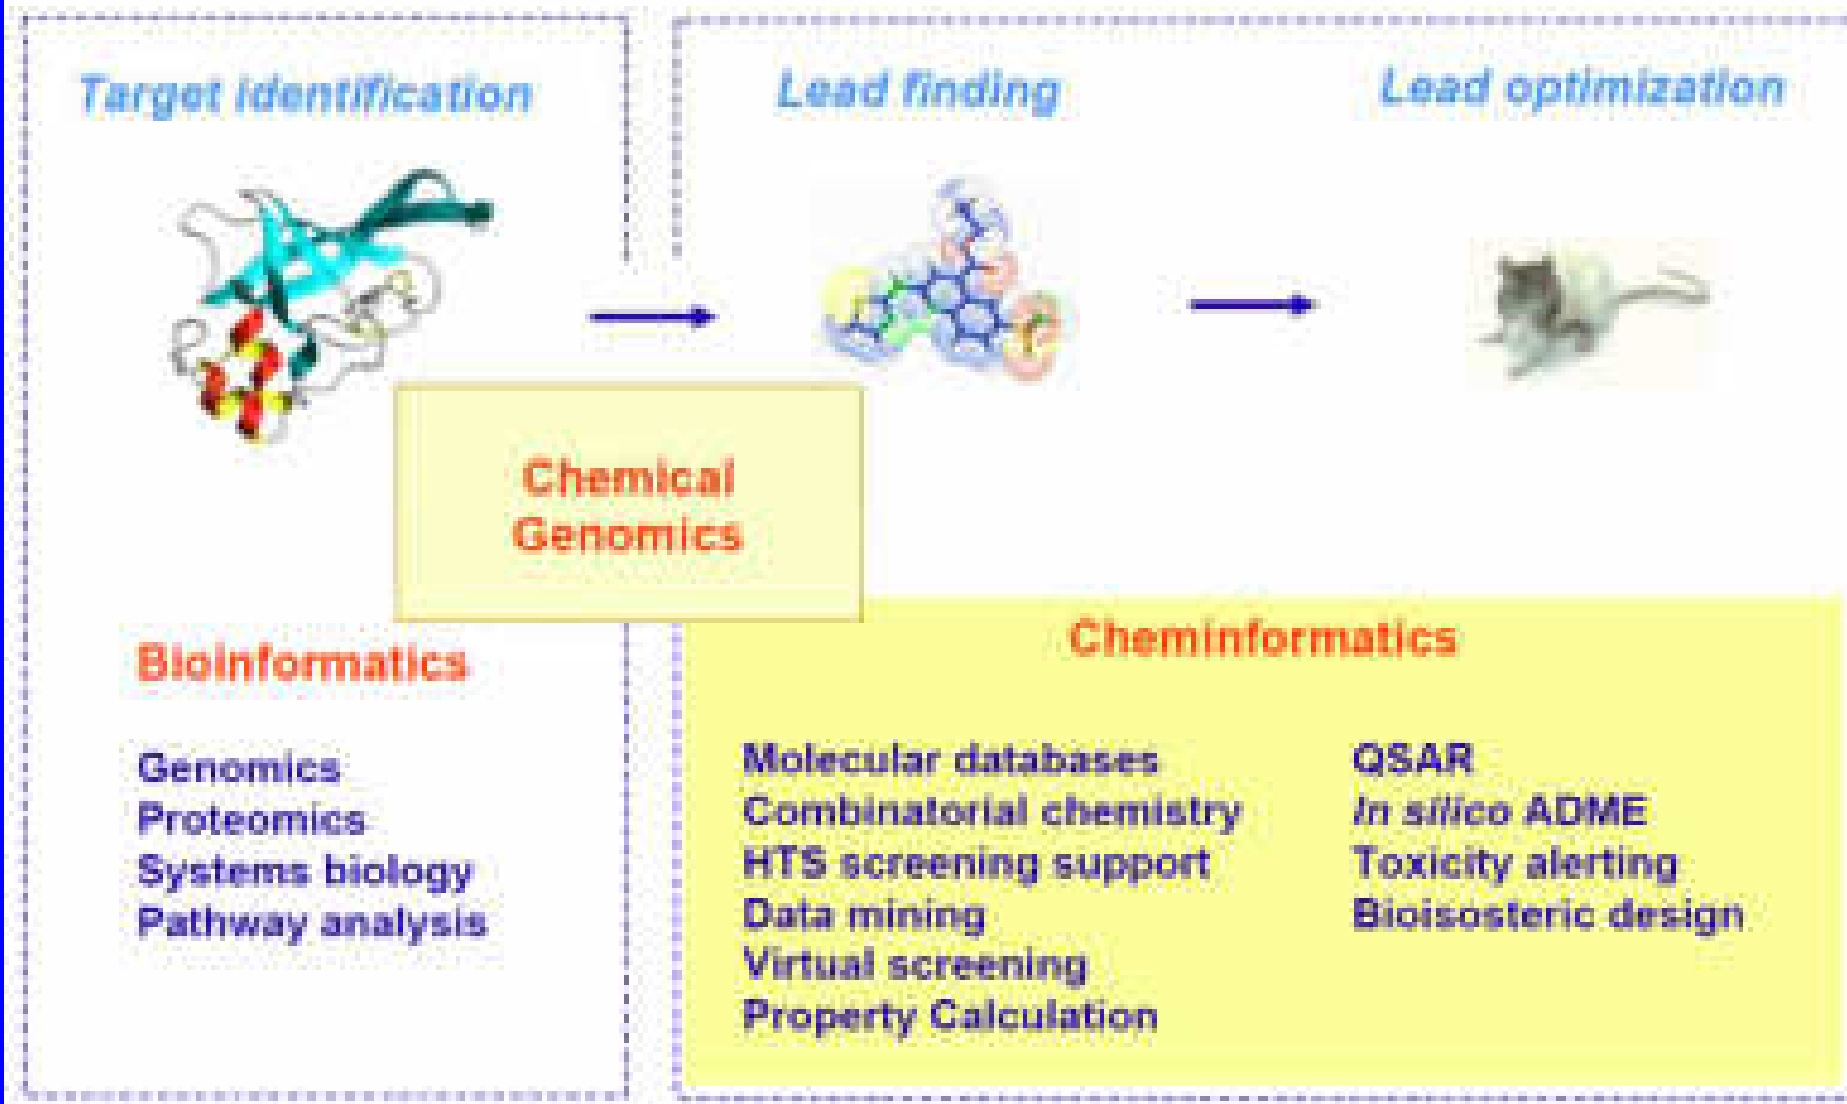 Target identification
Lead finding
Lead optimization
Chemical
Genomics
Bioinformatics
Genomics
Proteomics
Systems biology
Pathway analysis
Cheminformatics
Molecular databases
Combinatorial chemistry
HTS screening support
Data mining
Virtual screening
Property Calculation
QSAR
In silico ADME
Toxicity alerting
Bioisosteric design